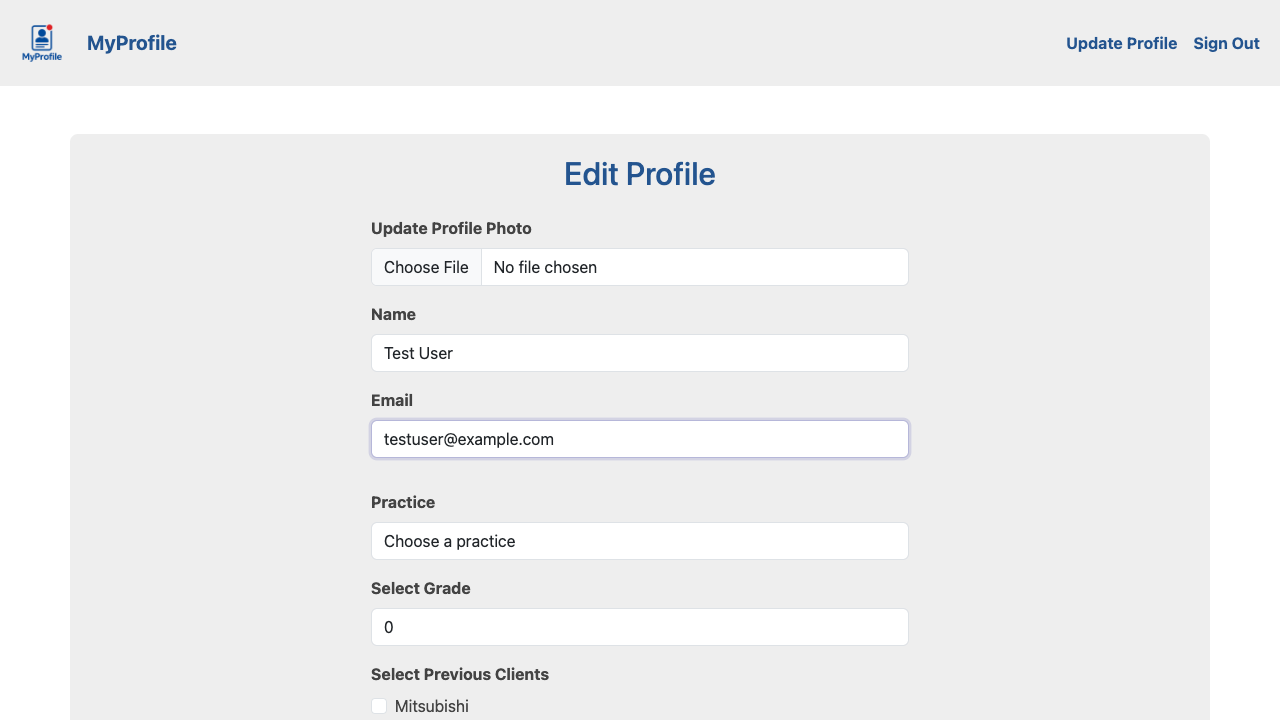 MyProfile
MyProfile
Update Profile
Sign Out
Edit Profile
Update Profile Photo
Choose File
No file chosen
Name
Test User
Email
testuser@example.com
Practice
Choose a practice
Select Grade
0
Select Previous Clients
Mitsubishi